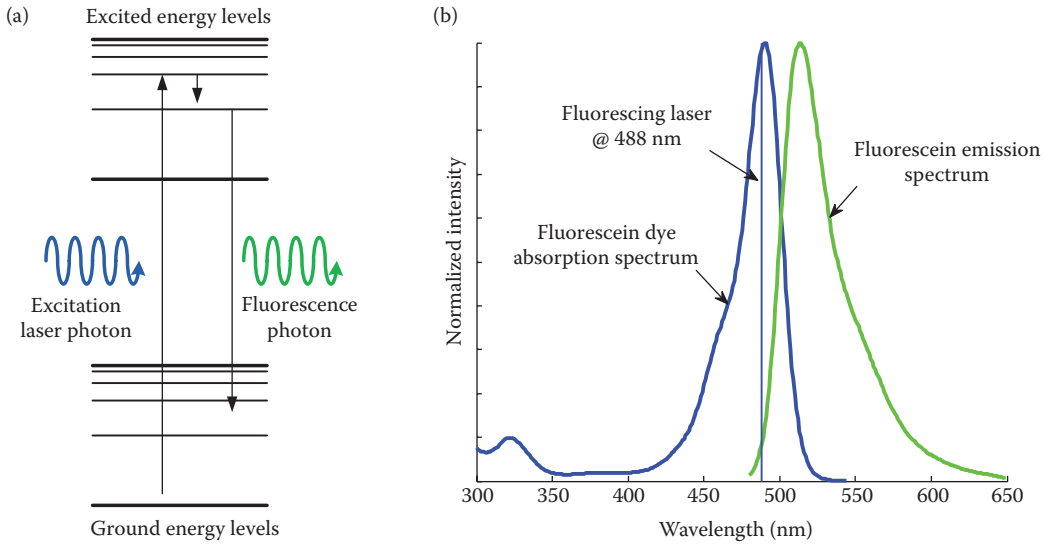 (a)
Excited energy levels
Excitation
laser photon
Fluorescence
photon
Ground energy levels
(b)
Normalized intensity
Fluorescing laser
@ 488 nm
Fluorescein emission
spectrum
Fluorescein dye
absorption spectrum
300 350 400 450 500 550 600 650
Wavelength (nm)